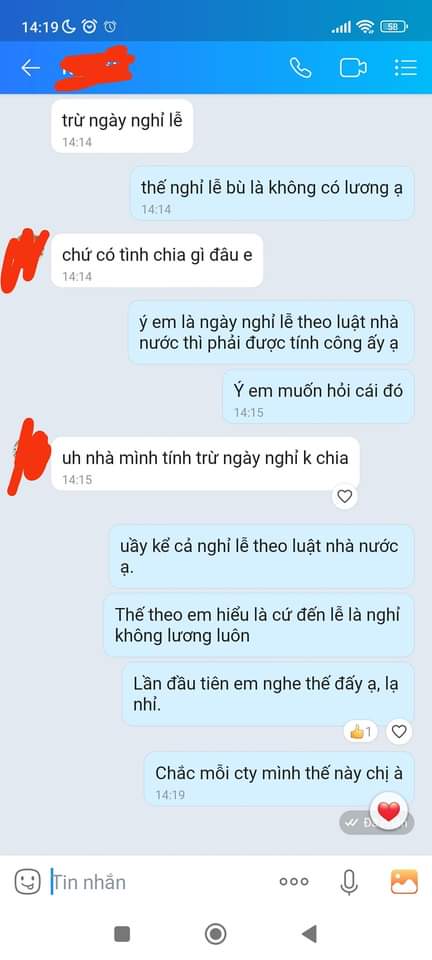 14:19
58
trừ ngày nghỉ lễ
14:14
thế nghỉ lễ bù là không có lương ạ
14:14
chứ có tình chia gì đâu e
14:14
ý em là ngày nghỉ lễ theo luật nhà
nước thì phải được tính công ấy ạ
Ý em muốn hỏi cái đó
14:15
uh nhà mình tính trừ ngày nghỉ k chia
14:15
uầy kể cả nghỉ lễ theo luật nhà nước
ạ.
Thế theo em hiểu là cứ đến lễ là nghỉ
không lương luôn
Lần đầu tiên em nghe thế đấy ạ, lạ
nhỉ.
1
Chắc mỗi cty mình thế này chị à
14:19
Tin nhắn